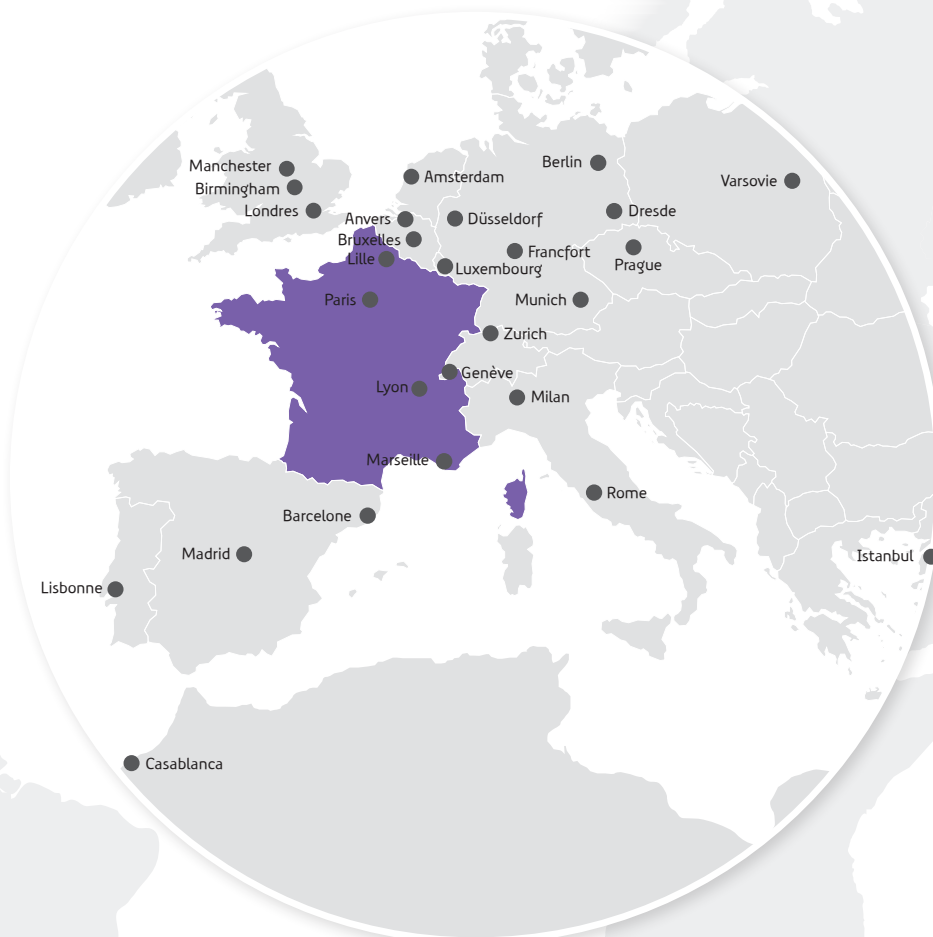 Berlin
Manchester
Amsterdam
Varsovie
Birmingham
Londres
Dresde
Anvers
Düsseldorf
Bruxelles
Francfort
Lille
Luxembourg
Prague
Paris
Munich
Zurich
Genève
Lyon
Milan
Marseille
Rome
Barcelone
Madrid
Istanbul
Lisbonne
Casablanca